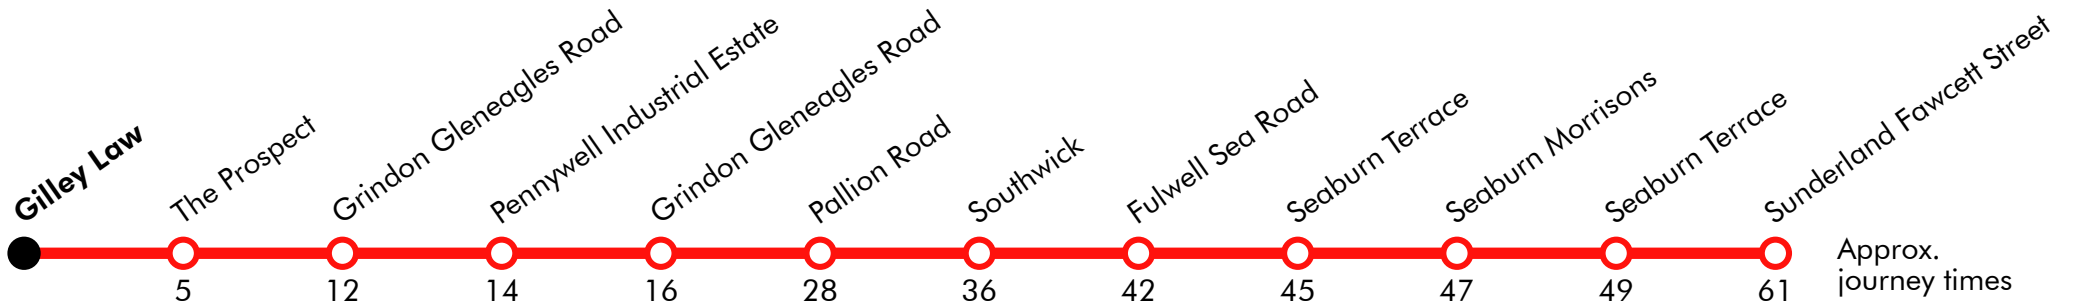 Gilley Law
The Prospect
Grindon Gleneagles Road
Pennywell Industrial Estate
Grindon Gleneagles Road
Pallion Road
Southwick
Fulwell Sea Road
Seaburn Terrace
Seaburn Morrisons
Seaburn Terrace
Sunderland Fawcett Street
5
12
14
16
28
36
42
45
47
49
61
Approx.
journey times